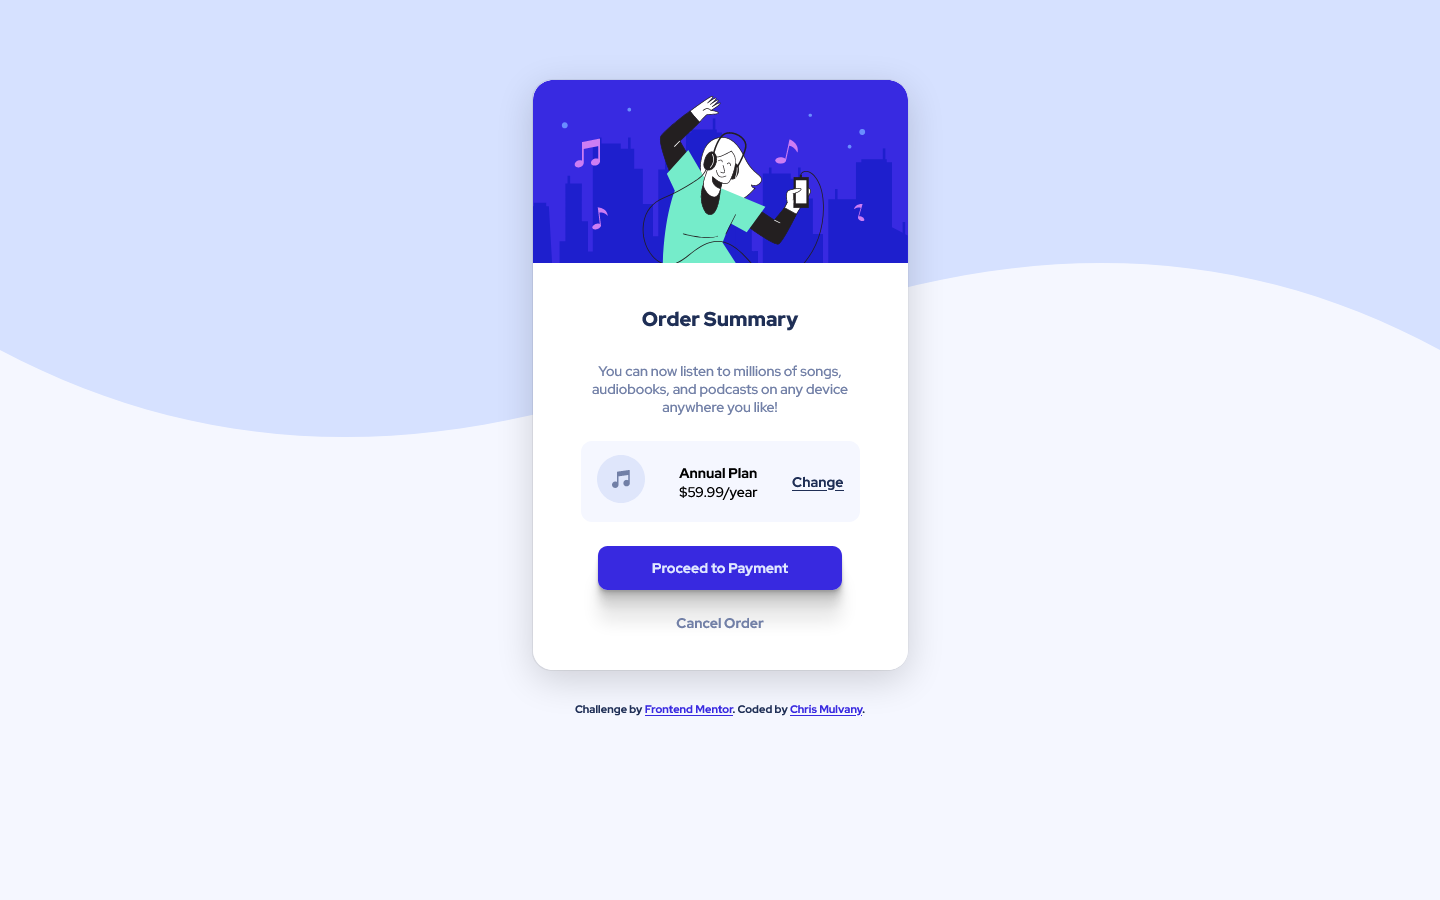 Order Summary
You can now listen to millions of songs,
audiobooks, and podcasts on any device
anywhere you like!
Annual Plan
$59.99/year
Change
Proceed to Payment
Cancel Order
Challenge by Frontend Mentor. Coded by Chris Mulvany.